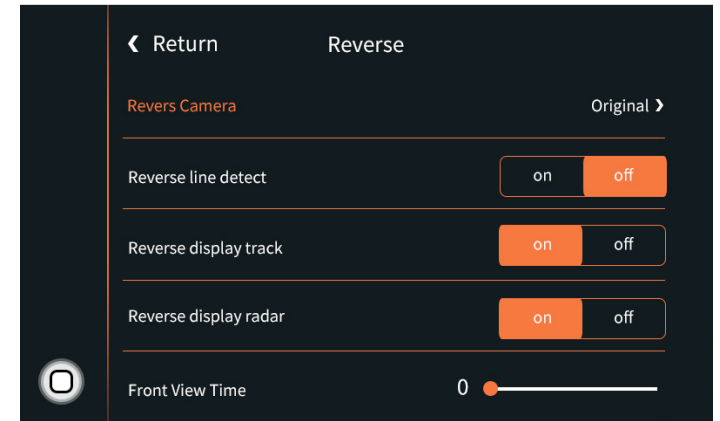 ❮ Return Reverse
Revers Camera Original ❯
Reverse line detect on off
Reverse display track on off
Reverse display radar on off
Front View Time 0